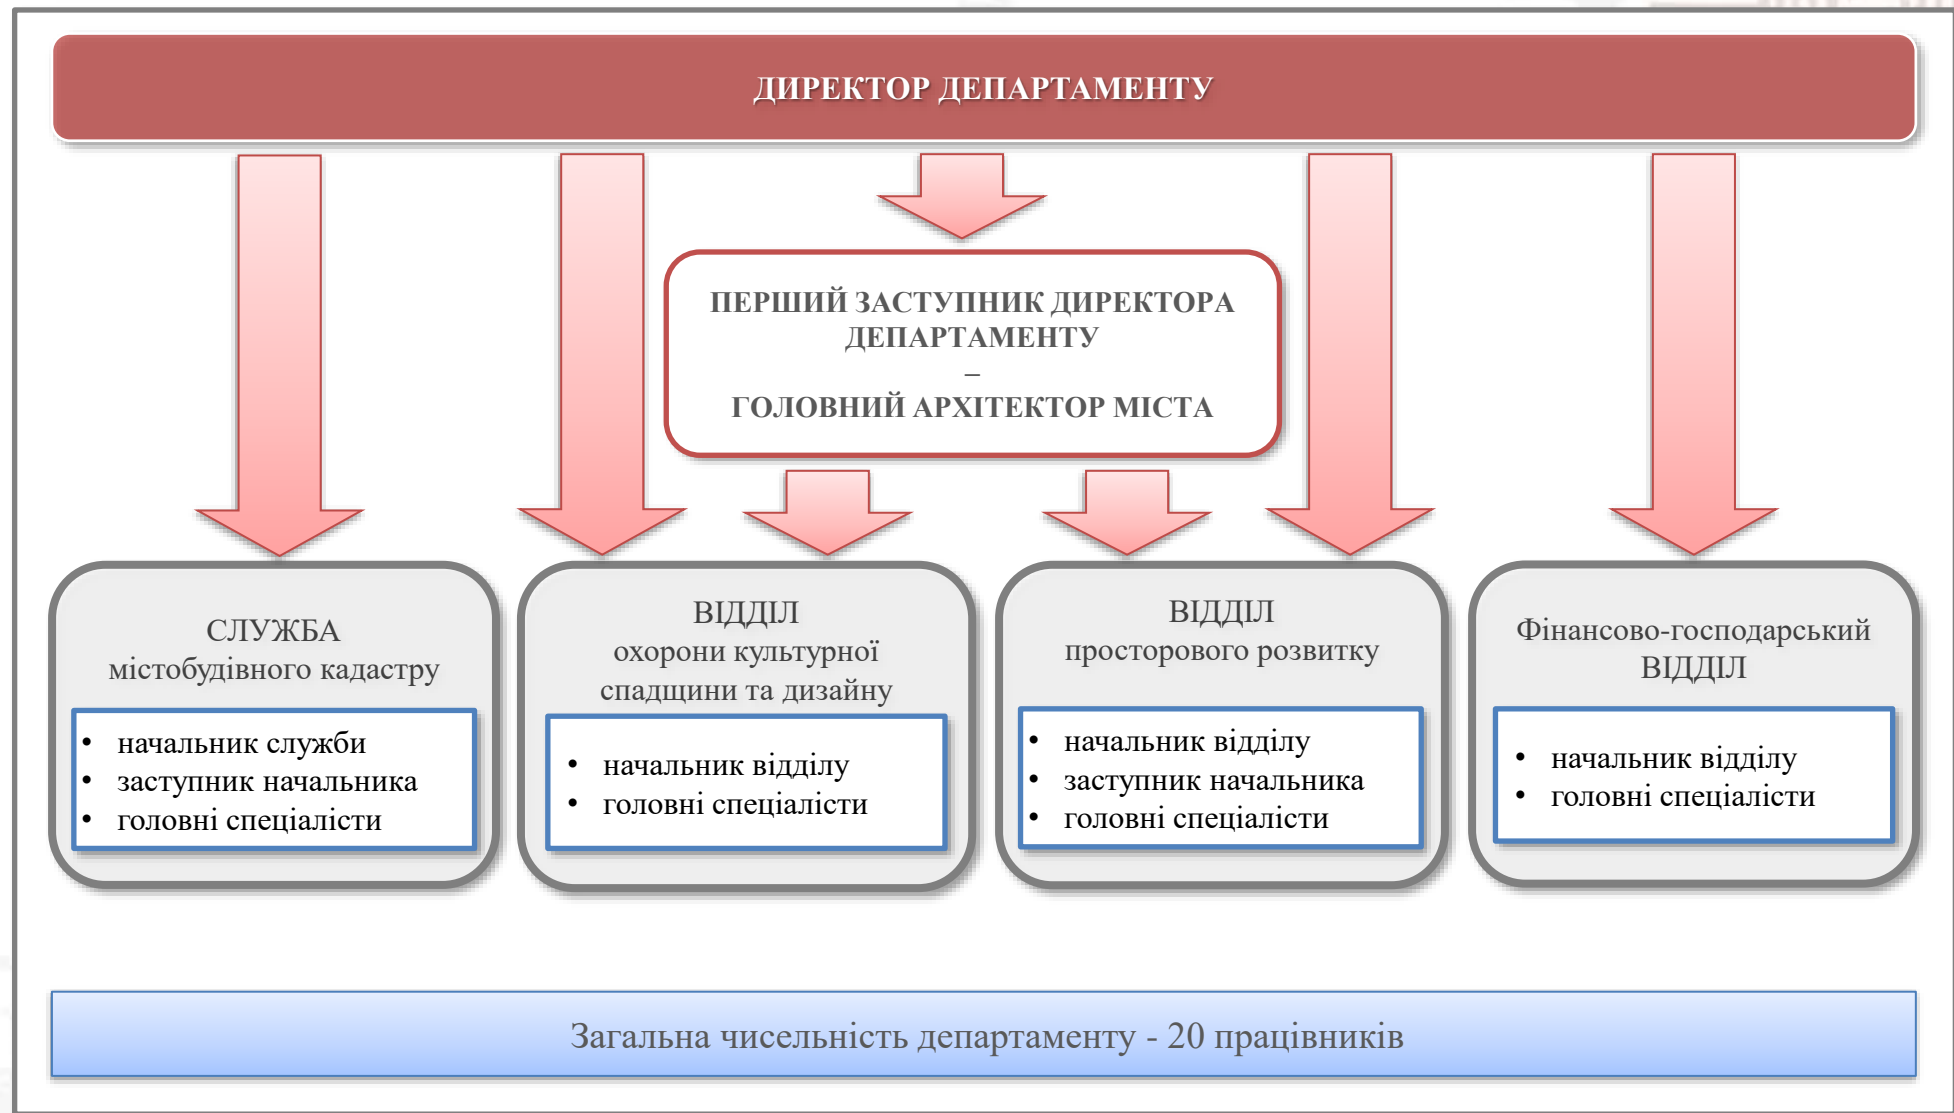 ДИРЕКТОР ДЕПАРТАМЕНТУ
ПЕРШИЙ ЗАСТУПНИК ДИРЕКТОРА
ДЕПАРТАМЕНТУ
–
ГОЛОВНИЙ АРХІТЕКТОР МІСТА
СЛУЖБА
містобудівного кадастру
• начальник служби
• заступник начальника
• головні спеціалісти
ВІДДІЛ
охорони культурної
спадщини та дизайну
• начальник відділу
• головні спеціалісти
ВІДДІЛ
просторового розвитку
• начальник відділу
• заступник начальника
• головні спеціалісти
Фінансово-господарський
ВІДДІЛ
• начальник відділу
• головні спеціалісти
Загальна чисельність департаменту - 20 працівників